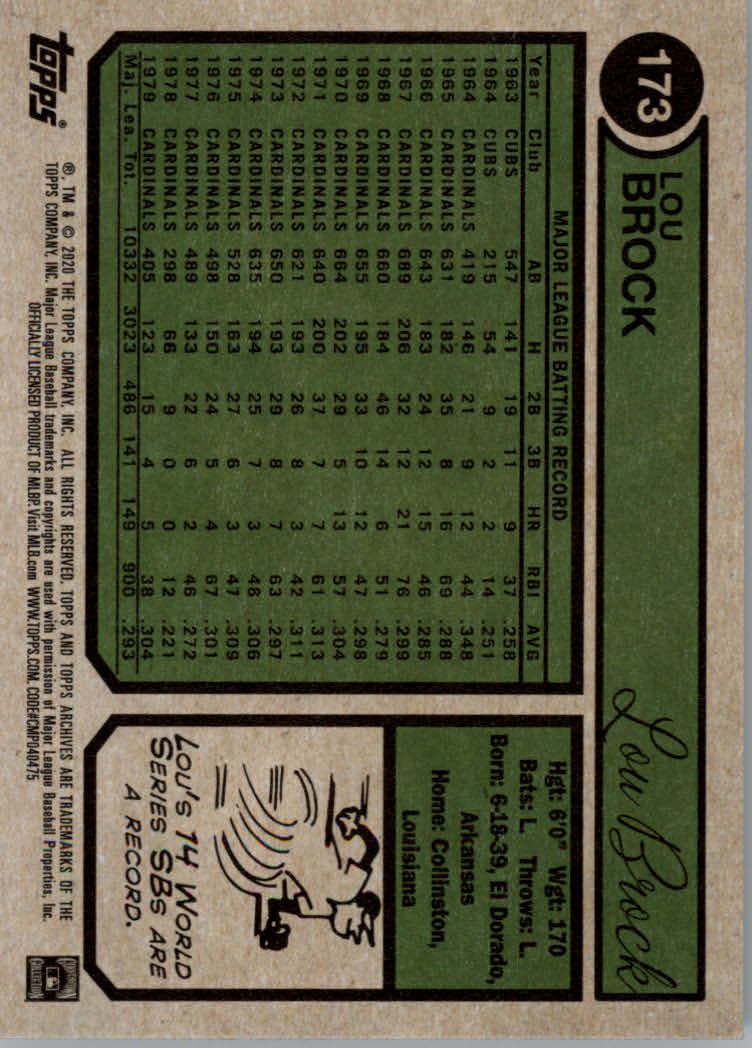 173
LOU
BROCK
Lou Brock
MAJOR LEAGUE BATTING RECORD
Year Club AB H 2B 3B HR RBI AVG
1963 CUBS 547 141 19 11 9 37 .258
1964 CUBS 215 54 9 2 2 14 .251
1964 CARDINALS 419 146 21 9 12 44 .348
1965 CARDINALS 631 182 35 8 16 69 .288
1966 CARDINALS 643 183 24 12 15 46 .285
1967 CARDINALS 689 206 32 12 21 76 .299
1968 CARDINALS 660 184 46 14 6 51 .279
1969 CARDINALS 655 195 33 10 12 47 .298
1970 CARDINALS 664 202 29 5 13 57 .304
1971 CARDINALS 640 200 37 7 7 61 .313
1972 CARDINALS 621 193 26 8 3 42 .311
1973 CARDINALS 650 193 29 8 7 63 .297
1974 CARDINALS 635 194 25 7 3 48 .306
1975 CARDINALS 528 163 27 6 3 47 .309
1976 CARDINALS 498 150 24 5 4 67 .301
1977 CARDINALS 489 133 22 6 2 46 .272
1978 CARDINALS 298 66 9 0 0 12 .221
1979 CARDINALS 405 123 15 4 5 38 .304
Maj. Lea. Tot. 10332 3023 486 141 149 900 .293
Hgt: 6'0" Wgt: 170
Bats: L. Throws: L.
Born: 6-18-39, El Dorado,
Arkansas
Home: Collinston,
Louisiana
LOU'S 14 WORLD
SERIES SBS ARE
A RECORD.
topps®
®, TM & © 2020 THE TOPPS COMPANY, INC. ALL RIGHTS RESERVED. TOPPS AND TOPPS ARCHIVES ARE TRADEMARKS OF THE
TOPPS COMPANY, INC. Major League Baseball trademarks and copyrights are used with permission of Major League Baseball Properties, Inc.
OFFICIALLY LICENSED PRODUCT OF MLBP. Visit MLB.com WWW.TOPPS.COM. CODE#CMP040475
COOPERSTOWN
COLLECTION